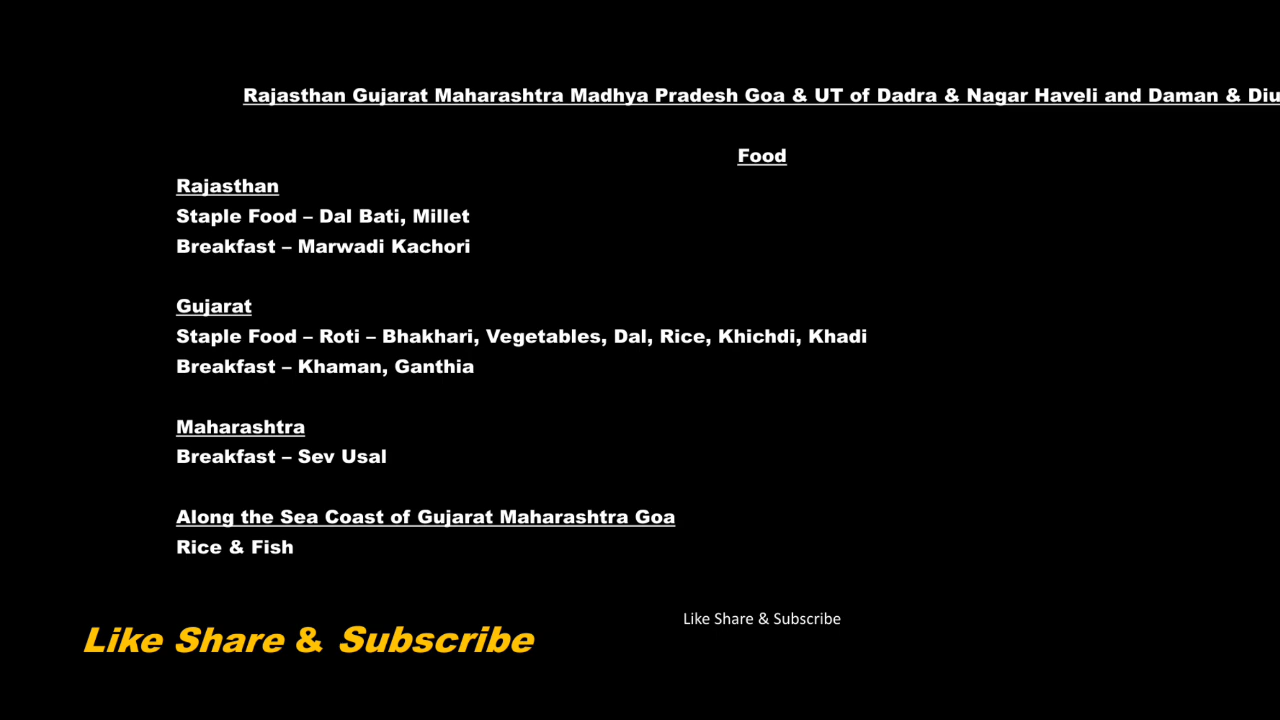 Rajasthan Gujarat Maharashtra Madhya Pradesh Goa & UT of Dadra & Nagar Haveli and Daman & Diu
Food
Rajasthan
Staple Food – Dal Bati, Millet
Breakfast – Marwadi Kachori
Gujarat
Staple Food – Roti – Bhakhari, Vegetables, Dal, Rice, Khichdi, Khadi
Breakfast – Khaman, Ganthia
Maharashtra
Breakfast – Sev Usal
Along the Sea Coast of Gujarat Maharashtra Goa
Rice & Fish
Like Share & Subscribe
Like Share & Subscribe